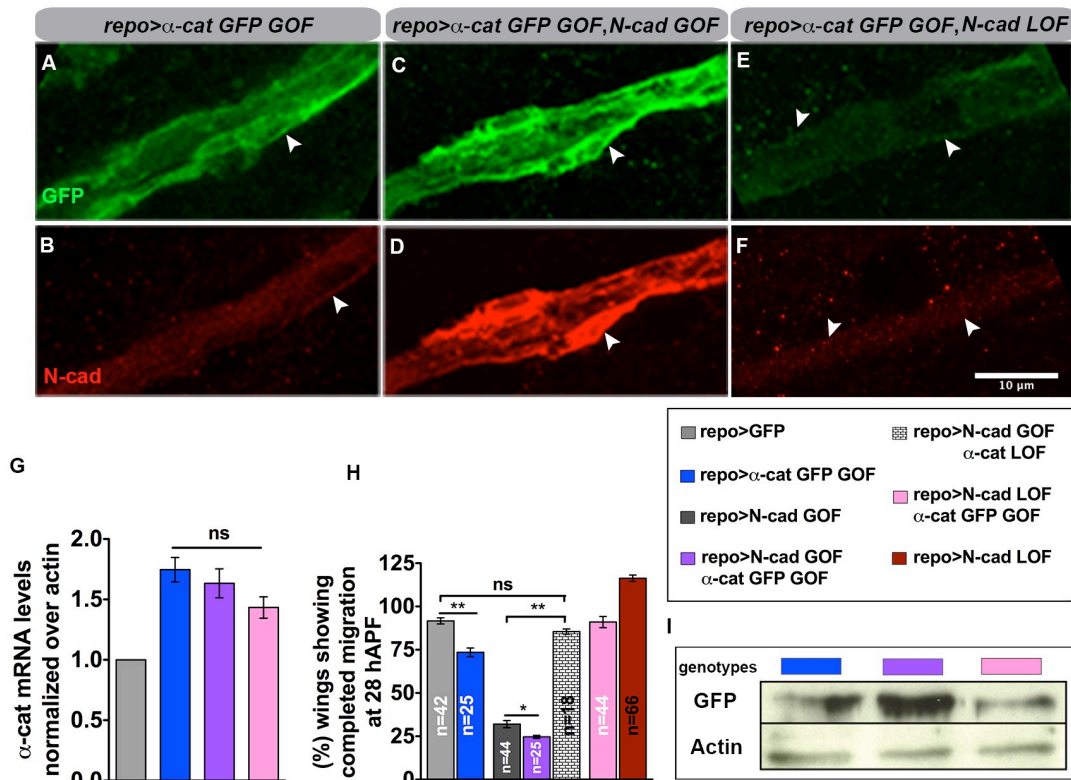 repo>α-cat GFP GOF
repo>α-cat GFP GOF,N-cad GOF
repo>α-cat GFP GOF,N-cad LOF
A
C
E
GFP
B
D
F
N-cad
10 µm
G
α-cat mRNA levels
normalized over actin
2.0
1.5
1.0
0.5
0.0
ns
H
(%) wings showing
completed migration
at 28 hAPF
125
100
75
50
25
0
ns
**
**
*
n=42
n=25
n=44
n=25
n=18
n=44
n=66
repo>GFP
repo>α-cat GFP GOF
repo>N-cad GOF
repo>N-cad GOF
α-cat GFP GOF
repo>N-cad GOF
α-cat LOF
repo>N-cad LOF
α-cat GFP GOF
repo>N-cad LOF
I
genotypes
GFP
Actin